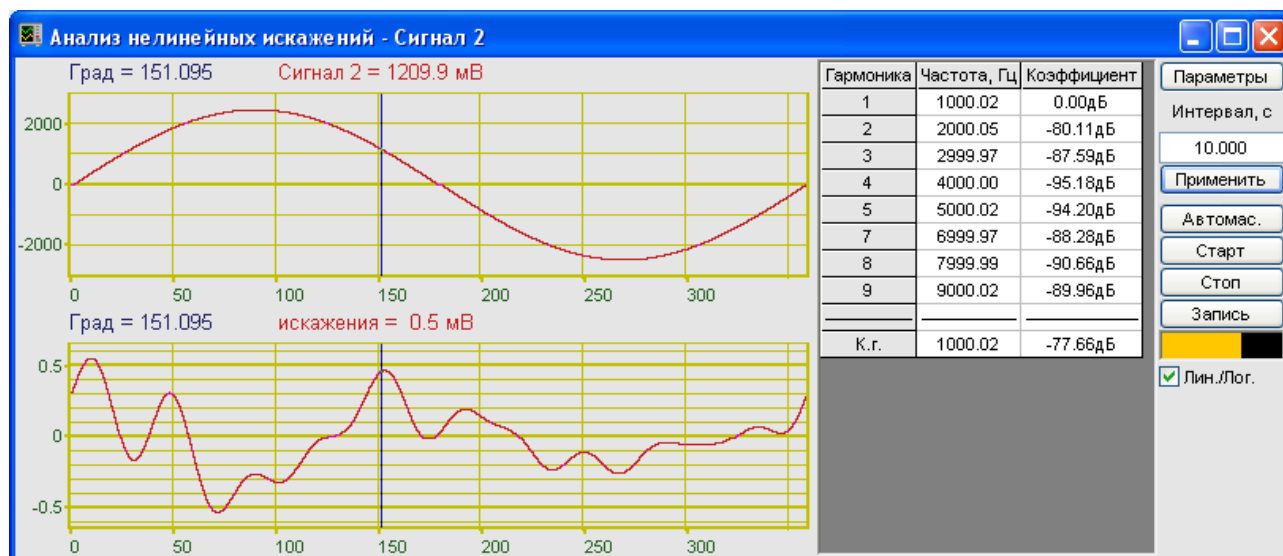 Анализ нелинейных искажений - Сигнал 2
Град = 151.095 Сигнал 2 = 1209.9 мВ
2000
0
-2000
0 50 100 150 200 250 300
Град = 151.095 искажения = 0.5 мВ
0.5
0
-0.5
0 50 100 150 200 250 300
Гармоника Частота, Гц Коэффициент
1 1000.02 0.00дБ
2 2000.05 -80.11дБ
3 2999.97 -87.59дБ
4 4000.00 -95.18дБ
5 5000.02 -94.20дБ
7 6999.97 -88.28дБ
8 7999.99 -90.66дБ
9 9000.02 -89.96дБ
К.г. 1000.02 -77.66дБ
Параметры
Интервал, с
10.000
Применить
Автомас.
Старт
Стоп
Запись
Лин./Лог.